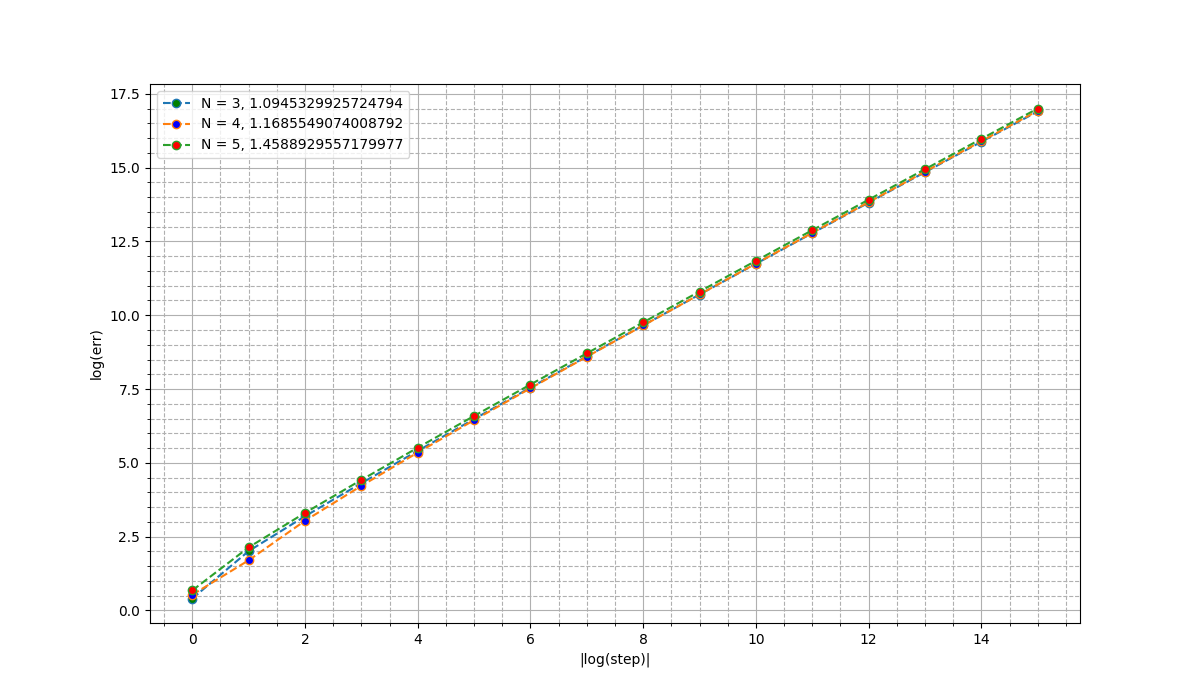 N = 3, 1.0945329925724794
N = 4, 1.1685549074008792
N = 5, 1.4588929557179977
17.5
15.0
12.5
10.0
7.5
5.0
2.5
0.0
log(err)
0 2 4 6 8 10 12 14
|log(step)|